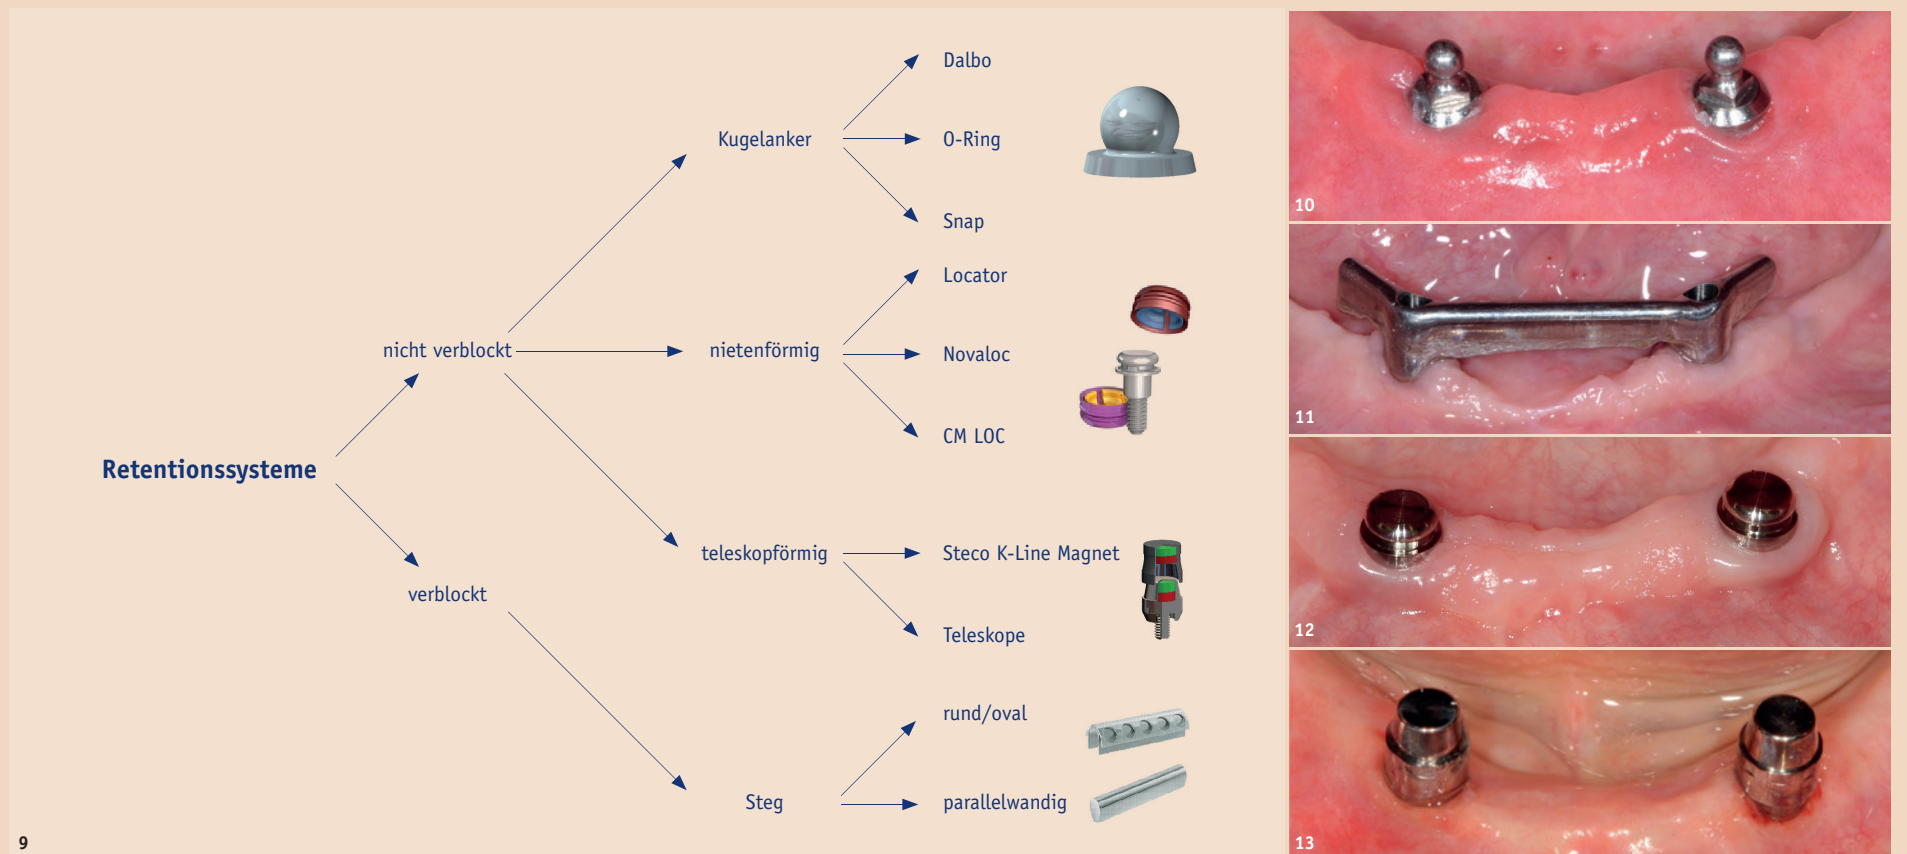 Retentionssysteme
nicht verblockt
verblockt
Kugelanker
nietenförmig
teleskopförmig
Steg
Dalbo
O-Ring
Snap
Locator
Novaloc
CM LOC
Steco K-Line Magnet
Teleskope
rund/oval
parallelwandig
9
10
11
12
13